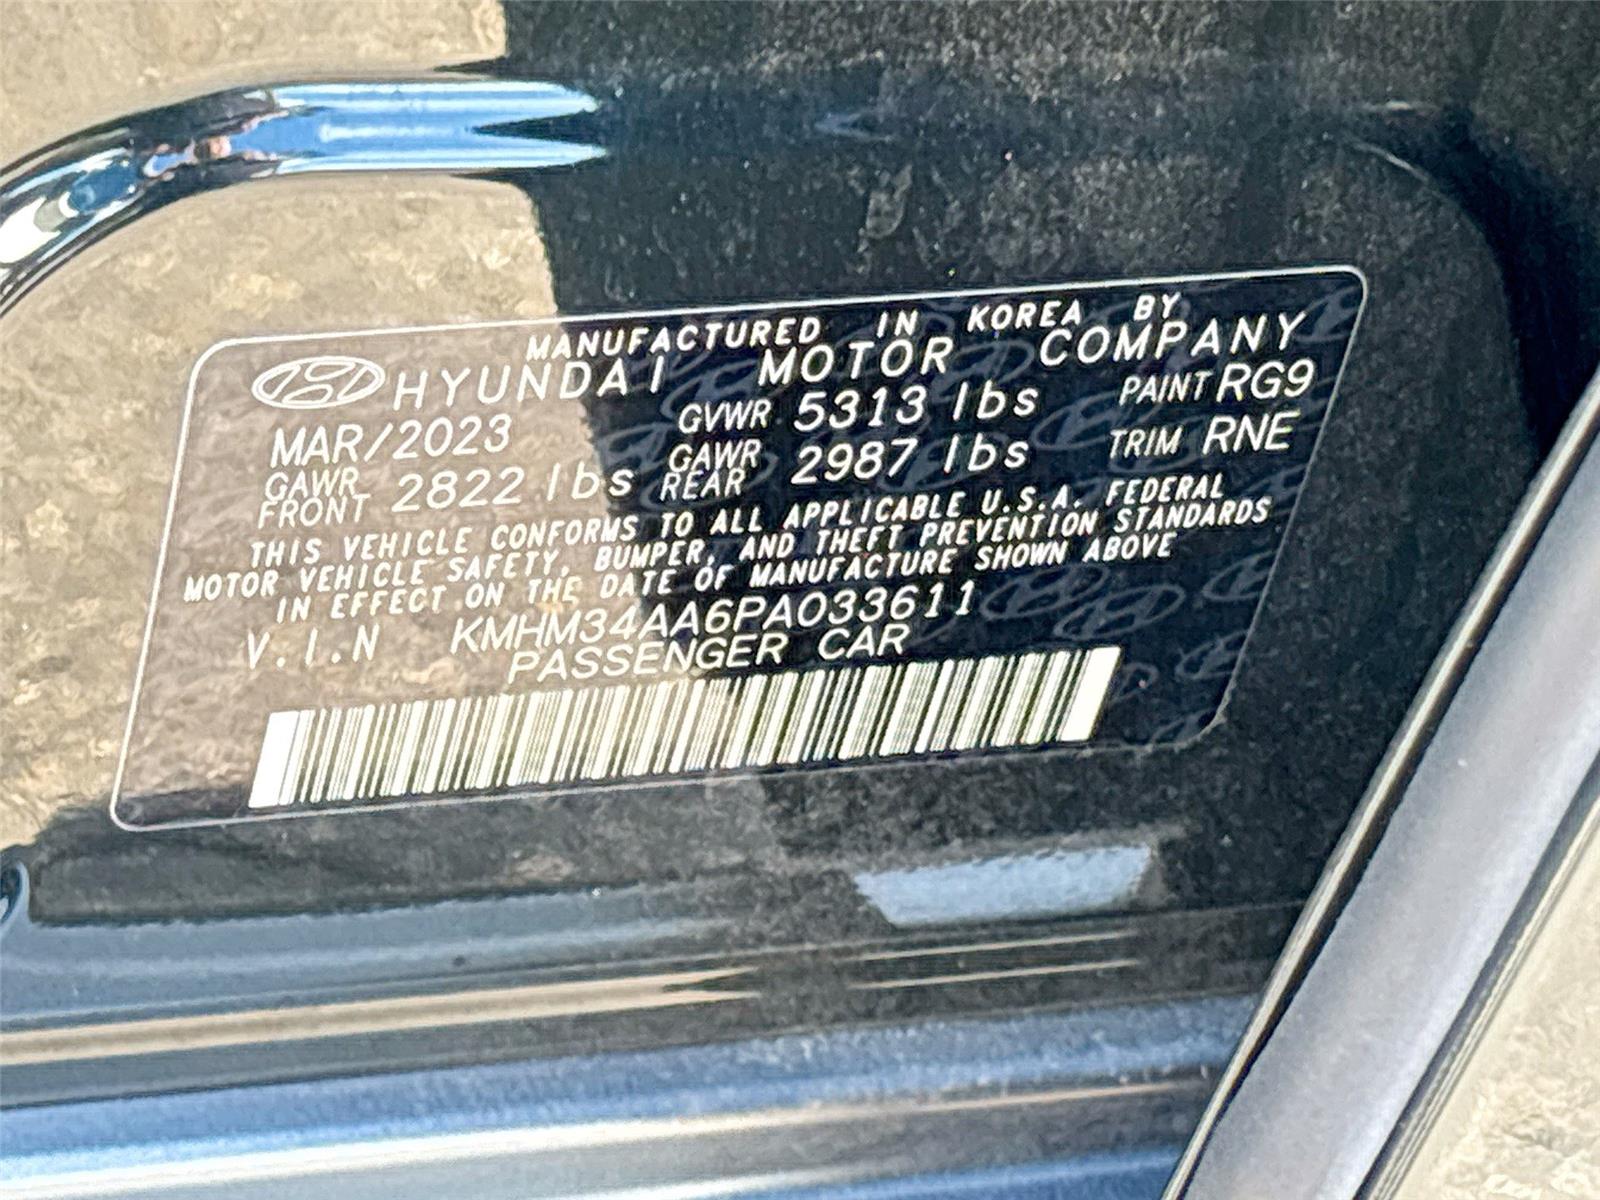 MANUFACTURED IN KOREA BY
HYUNDAI MOTOR COMPANY
MAR/2023 GVWR 5313 lbs PAINT RG9
GAWR FRONT 2822 lbs GAWR REAR 2987 lbs TRIM RNE
THIS VEHICLE CONFORMS TO ALL APPLICABLE U.S.A. FEDERAL
MOTOR VEHICLE SAFETY, BUMPER, AND THEFT PREVENTION STANDARDS
IN EFFECT ON THE DATE OF MANUFACTURE SHOWN ABOVE
V.I.N KMHM34AA6PA033611
PASSENGER CAR